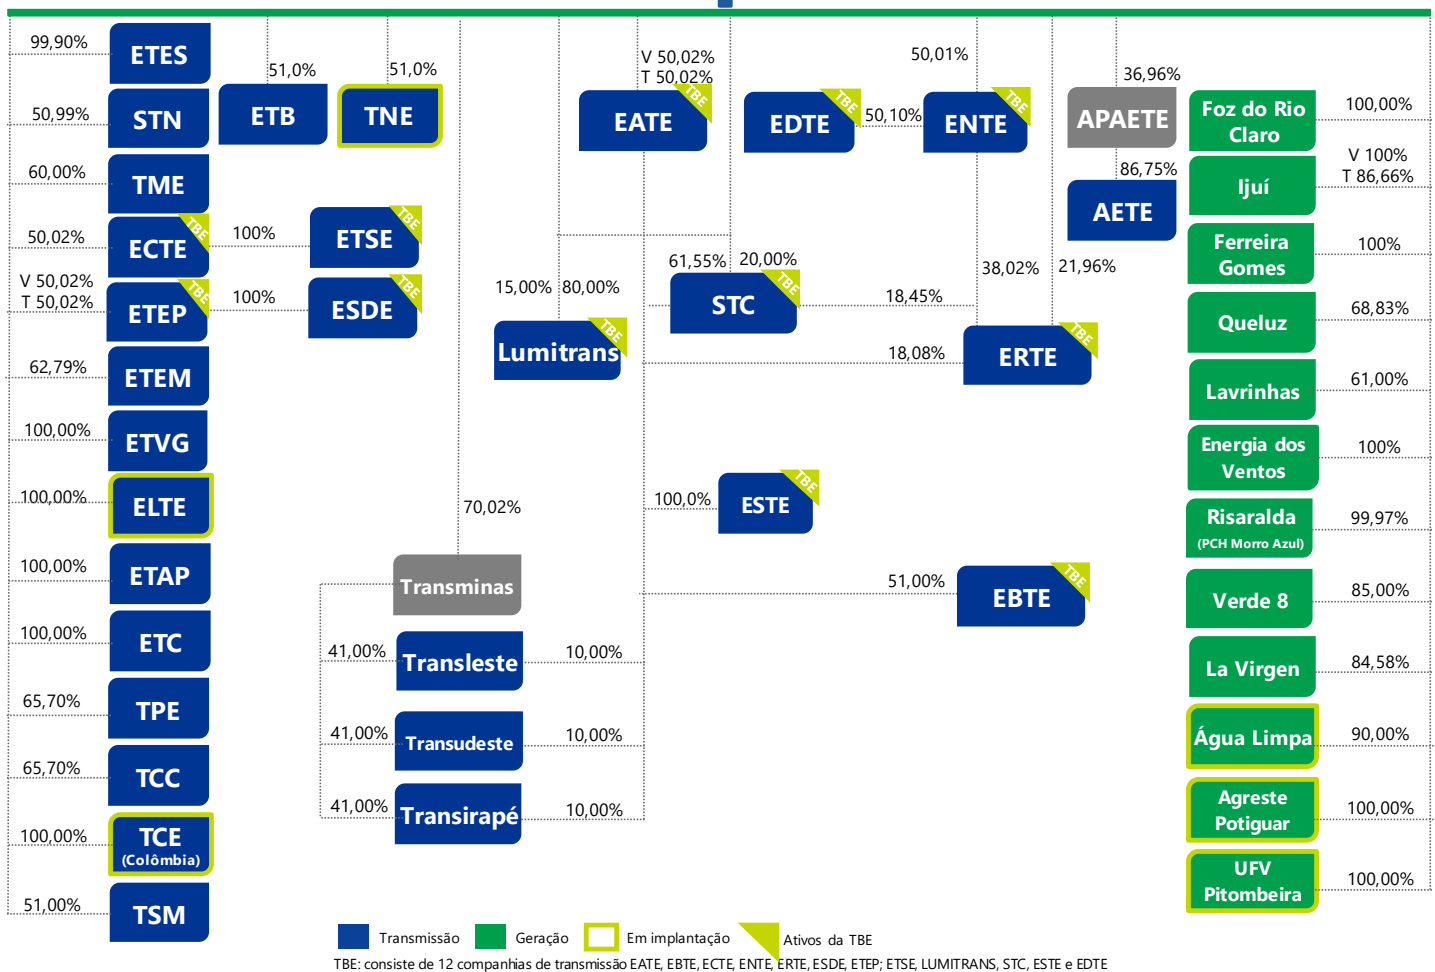 99,90%
ETES
50,99%
STN
60,00%
TME
50,02%
ECTE
TBE
100%
ETSE
TBE
V 50,02%
T 50,02%
ETEP
TBE
100%
ESDE
TBE
62,79%
ETEM
100,00%
ETVG
100,00%
ELTE
100,00%
ETAP
100,00%
ETC
65,70%
TPE
65,70%
TCC
100,00%
TCE
(Colômbia)
51,00%
TSM
51,0%
ETB
51,0%
TNE
V 50,02%
T 50,02%
EATE
TBE
EDTE
TBE
50,10%
50,01%
ENTE
TBE
36,96%
APAETE
86,75%
AETE
15,00%
80,00%
Lumitrans
TBE
61,55%
20,00%
STC
TBE
18,45%
38,02%
21,96%
18,08%
ERTE
TBE
100,0%
ESTE
TBE
51,00%
EBTE
TBE
70,02%
Transminas
41,00%
Transleste
10,00%
41,00%
Transudeste
10,00%
41,00%
Transirapé
10,00%
Foz do Rio
Claro
100,00%
Ijuí
V 100%
T 86,66%
Ferreira
Gomes
100%
Queluz
68,83%
Lavrinhas
61,00%
Energia dos
Ventos
100%
Risaralda
(PCH Morro Azul)
99,97%
Verde 8
85,00%
La Virgen
84,58%
Água Limpa
90,00%
Agreste
Potiguar
100,00%
UFV
Pitombeira
100,00%
Transmissão
Geração
Em implantação
Ativos da TBE
TBE: consiste de 12 companhias de transmissão EATE, EBTE, ECTE, ENTE, ERTE, ESDE, ETEP; ETSE, LUMITRANS, STC, ESTE e EDTE